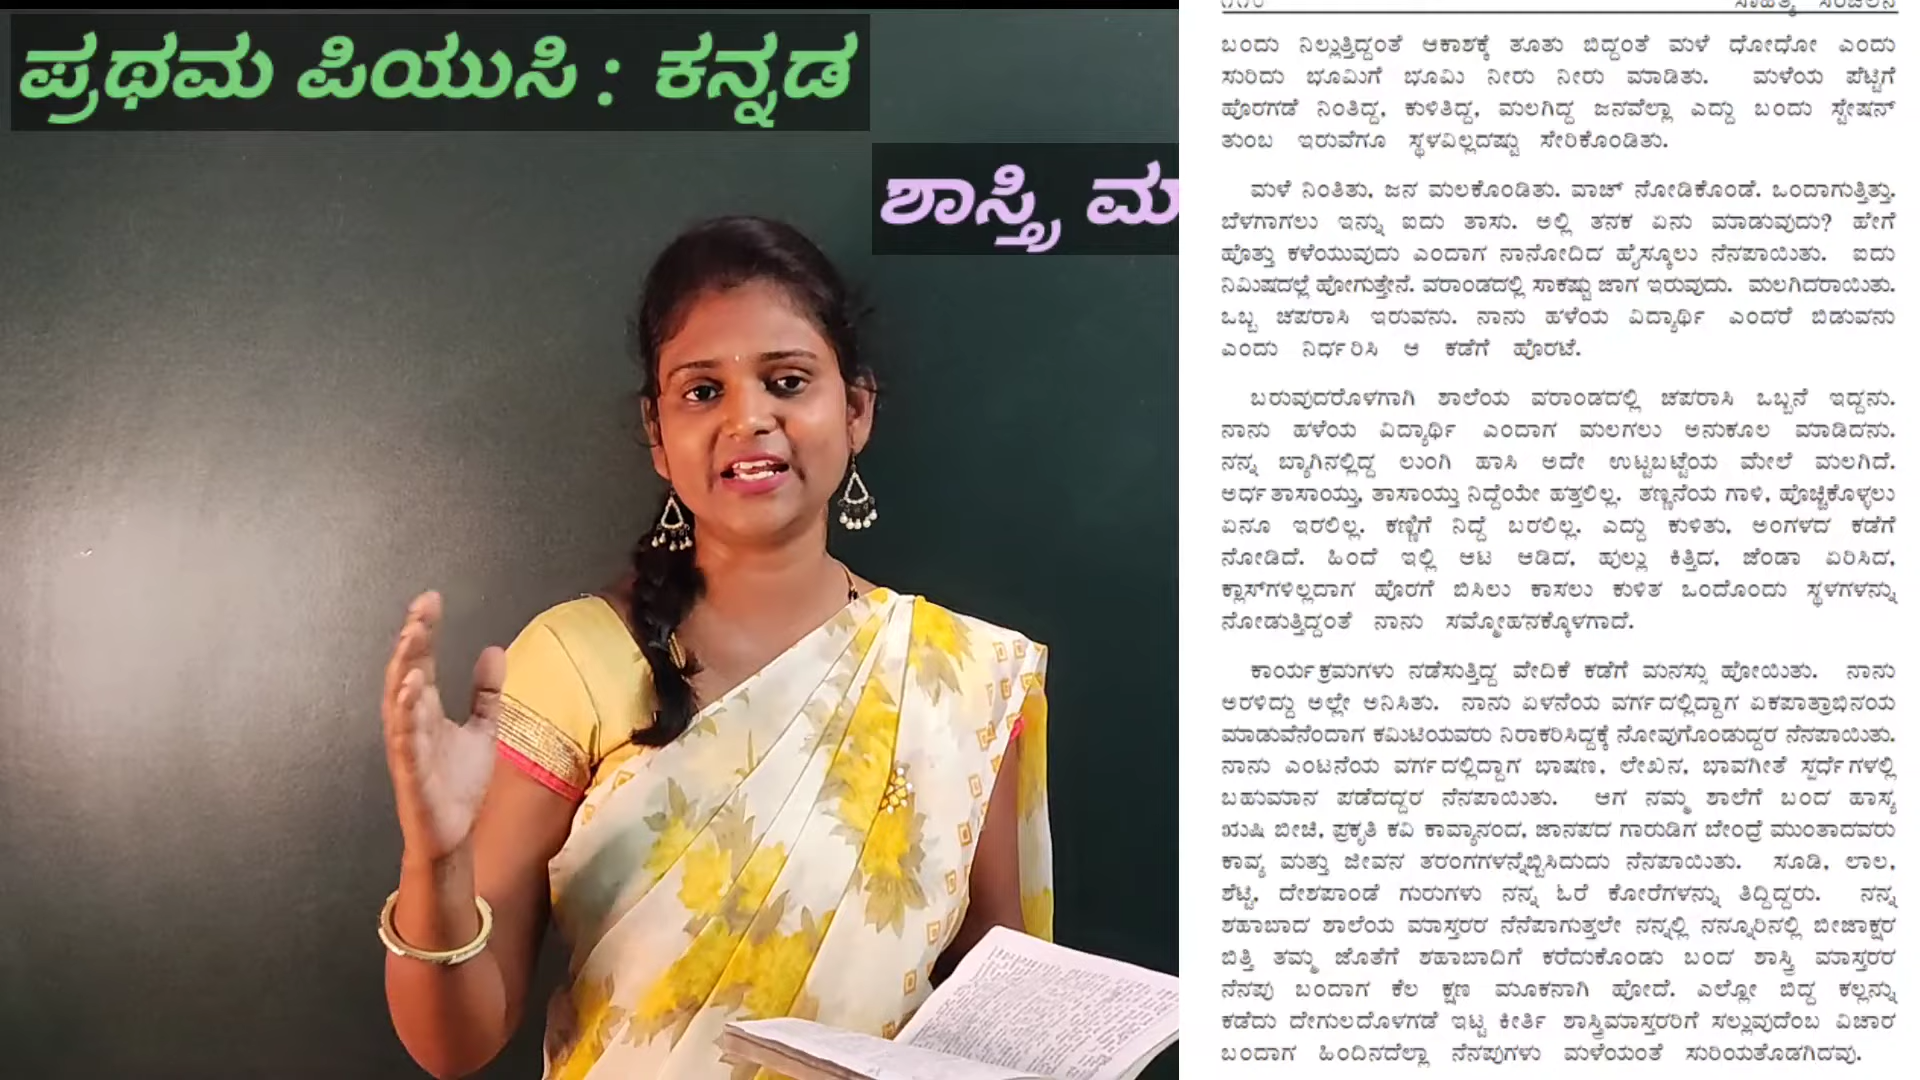 ಪ್ರಥಮ ಪಿಯುಸಿ : ಕನ್ನಡ
ಶಾಸ್ತ್ರಿ ಮಾ
೧೧೮ ಸಾಹಿತ್ಯ ಸಂಚಲನ
ಬಂದು ನಿಲ್ಲುತ್ತಿದ್ದಂತೆ ಆಕಾಶಕ್ಕೆ ತೂತು ಬಿದ್ದಂತೆ ಮಳೆ ಧೋಧೋ ಎಂದು
ಸುರಿದು ಭೂಮಿಗೆ ಭೂಮಿ ನೀರು ನೀರು ಮಾಡಿತು. ಮಳೆಯ ಪೆಟ್ಟಿಗೆ
ಹೊರಗಡೆ ನಿಂತಿದ್ದ, ಕುಳಿತಿದ್ದ, ಮಲಗಿದ್ದ ಜನವೆಲ್ಲಾ ಎದ್ದು ಬಂದು ಸ್ಟೇಷನ್
ತುಂಬ ಇರುವೆಗೂ ಸ್ಥಳವಿಲ್ಲದಷ್ಟು ಸೇರಿಕೊಂಡಿತು.
ಮಳೆ ನಿಂತಿತು, ಜನ ಮಲಕೊಂಡಿತು. ವಾಚ್ ನೋಡಿಕೊಂಡೆ. ಒಂದಾಗುತ್ತಿತ್ತು.
ಬೆಳಗಾಗಲು ಇನ್ನು ಐದು ತಾಸು. ಅಲ್ಲಿ ತನಕ ಏನು ಮಾಡುವುದು? ಹೇಗೆ
ಹೊತ್ತು ಕಳೆಯುವುದು ಎಂದಾಗ ನಾನೋದಿದ ಹೈಸ್ಕೂಲು ನೆನಪಾಯಿತು. ಐದು
ನಿಮಿಷದಲ್ಲೆ ಹೋಗುತ್ತೇನೆ. ವರಾಂಡದಲ್ಲಿ ಸಾಕಷ್ಟು ಜಾಗ ಇರುವುದು. ಮಲಗಿದರಾಯಿತು.
ಒಬ್ಬ ಚಪರಾಸಿ ಇರುವನು. ನಾನು ಹಳೆಯ ವಿದ್ಯಾರ್ಥಿ ಎಂದರೆ ಬಿಡುವನು
ಎಂದು ನಿರ್ಧರಿಸಿ ಆ ಕಡೆಗೆ ಹೊರಟೆ.
ಬರುವುದರೊಳಗಾಗಿ ಶಾಲೆಯ ವರಾಂಡದಲ್ಲಿ ಚಪರಾಸಿ ಒಬ್ಬನೆ ಇದ್ದನು.
ನಾನು ಹಳೆಯ ವಿದ್ಯಾರ್ಥಿ ಎಂದಾಗ ಮಲಗಲು ಅನುಕೂಲ ಮಾಡಿದನು.
ನನ್ನ ಬ್ಯಾಗಿನಲ್ಲಿದ್ದ ಲುಂಗಿ ಹಾಸಿ ಅದೇ ಉಟ್ಟಬಟ್ಟೆಯ ಮೇಲೆ ಮಲಗಿದೆ.
ಅರ್ಧತಾಸಾಯ್ತು, ತಾಸಾಯ್ತು ನಿದ್ದೆಯೇ ಹತ್ತಲಿಲ್ಲ. ತಣ್ಣನೆಯ ಗಾಳಿ, ಹೊಚ್ಚಿಕೊಳ್ಳಲು
ಏನೂ ಇರಲಿಲ್ಲ. ಕಣ್ಣಿಗೆ ನಿದ್ದೆ ಬರಲಿಲ್ಲ. ಎದ್ದು ಕುಳಿತು, ಅಂಗಳದ ಕಡೆಗೆ
ನೋಡಿದೆ. ಹಿಂದೆ ಇಲ್ಲಿ ಆಟ ಆಡಿದ, ಹುಲ್ಲು ಕಿತ್ತಿದ, ಜೆಂಡಾ ಏರಿಸಿದ,
ಕ್ಲಾಸ್‌ಗಳಿಲ್ಲದಾಗ ಹೊರಗೆ ಬಿಸಿಲು ಕಾಸಲು ಕುಳಿತ ಒಂದೊಂದು ಸ್ಥಳಗಳನ್ನು
ನೋಡುತ್ತಿದ್ದಂತೆ ನಾನು ಸಮ್ಮೋಹನಕ್ಕೊಳಗಾದೆ.
ಕಾರ್ಯಕ್ರಮಗಳು ನಡೆಸುತ್ತಿದ್ದ ವೇದಿಕೆ ಕಡೆಗೆ ಮನಸ್ಸು ಹೋಯಿತು. ನಾನು
ಅರಳಿದ್ದು ಅಲ್ಲೇ ಅನಿಸಿತು. ನಾನು ಏಳನೆಯ ವರ್ಗದಲ್ಲಿದ್ದಾಗ ಏಕಪಾತ್ರಾಭಿನಯ
ಮಾಡುವೆನೆಂದಾಗ ಕಮಿಟಿಯವರು ನಿರಾಕರಿಸಿದ್ದಕ್ಕೆ ನೋವುಗೊಂಡುದ್ದರ ನೆನಪಾಯಿತು.
ನಾನು ಎಂಟನೆಯ ವರ್ಗದಲ್ಲಿದ್ದಾಗ ಭಾಷಣ, ಲೇಖನ, ಭಾವಗೀತೆ ಸ್ಪರ್ಧೆಗಳಲ್ಲಿ
ಬಹುಮಾನ ಪಡೆದದ್ದರ ನೆನಪಾಯಿತು. ಆಗ ನಮ್ಮ ಶಾಲೆಗೆ ಬಂದ ಹಾಸ್ಯ
ಋಷಿ ಬೀಚಿ, ಪ್ರಕೃತಿ ಕವಿ ಕಾವ್ಯಾನಂದ, ಜಾನಪದ ಗಾರುಡಿಗ ಬೇಂದ್ರೆ ಮುಂತಾದವರು
ಕಾವ್ಯ ಮತ್ತು ಜೀವನ ತರಂಗಗಳನ್ನೆಬ್ಬಿಸಿದುದು ನೆನಪಾಯಿತು. ಸೂಡಿ, ಲಾಲ,
ಶೆಟ್ಟಿ, ದೇಶಪಾಂಡೆ ಗುರುಗಳು ನನ್ನ ಓರೆ ಕೋರೆಗಳನ್ನು ತಿದ್ದಿದ್ದರು. ನನ್ನ
ಶಹಾಬಾದ ಶಾಲೆಯ ಮಾಸ್ತರರ ನೆನೆಪಾಗುತ್ತಲೇ ನನ್ನಲ್ಲಿ ನನ್ನೂರಿನಲ್ಲಿ ಬೀಜಾಕ್ಷರ
ಬಿತ್ತಿ ತಮ್ಮ ಜೊತೆಗೆ ಶಹಾಬಾದಿಗೆ ಕರೆದುಕೊಂಡು ಬಂದ ಶಾಸ್ತ್ರಿ ಮಾಸ್ತರರ
ನೆನಪು ಬಂದಾಗ ಕೆಲ ಕ್ಷಣ ಮೂಕನಾಗಿ ಹೋದೆ. ಎಲ್ಲೋ ಬಿದ್ದ ಕಲ್ಲನ್ನು
ಕಡೆದು ದೇಗುಲದೊಳಗಡೆ ಇಟ್ಟ ಕೀರ್ತಿ ಶಾಸ್ತ್ರಿಮಾಸ್ತರರಿಗೆ ಸಲ್ಲುವುದೆಂಬ ವಿಚಾರ
ಬಂದಾಗ ಹಿಂದಿನದೆಲ್ಲಾ ನೆನಪುಗಳು ಮಳೆಯಂತೆ ಸುರಿಯತೊಡಗಿದವು.